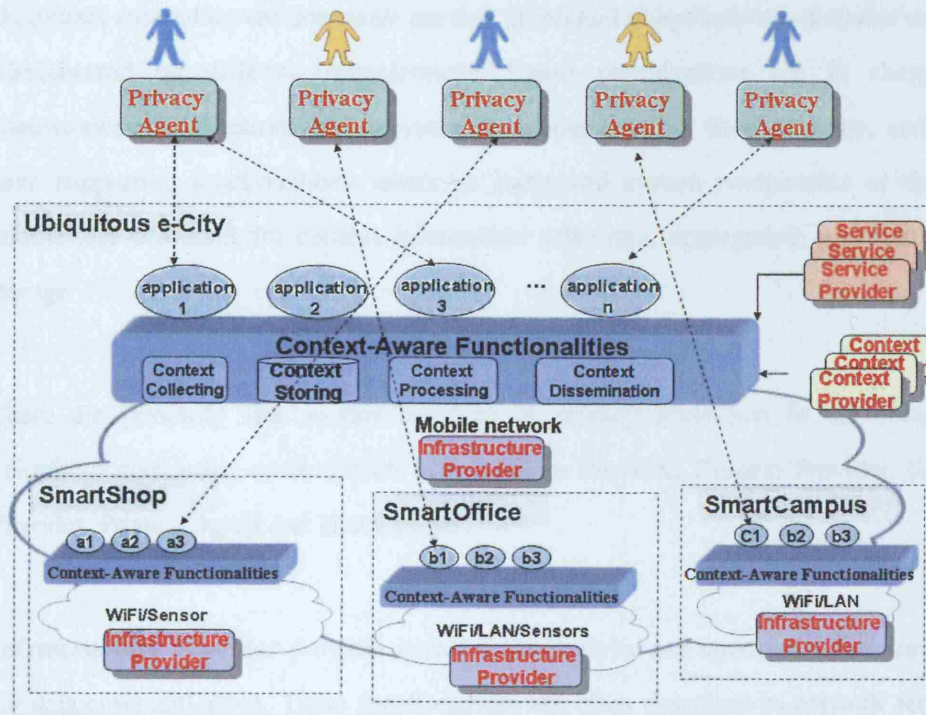 Privacy Agent
Privacy Agent
Privacy Agent
Privacy Agent
Privacy Agent
Ubiquitous e-City
application 1
application 2
application 3
...
application n
Service
Service
Service Provider
Context-Aware Functionalities
Context Collecting
Context Storing
Context Processing
Context Dissemination
Context
Context
Context Provider
Mobile network
Infrastructure Provider
SmartShop
a1 a2 a3
Context-Aware Functionalities
WiFi/Sensor
Infrastructure Provider
SmartOffice
b1 b2 b3
Context-Aware Functionalities
WiFi/LAN/Sensors
Infrastructure Provider
SmartCampus
C1 b2 b3
Context-Aware Functionalities
WiFi/LAN
Infrastructure Provider